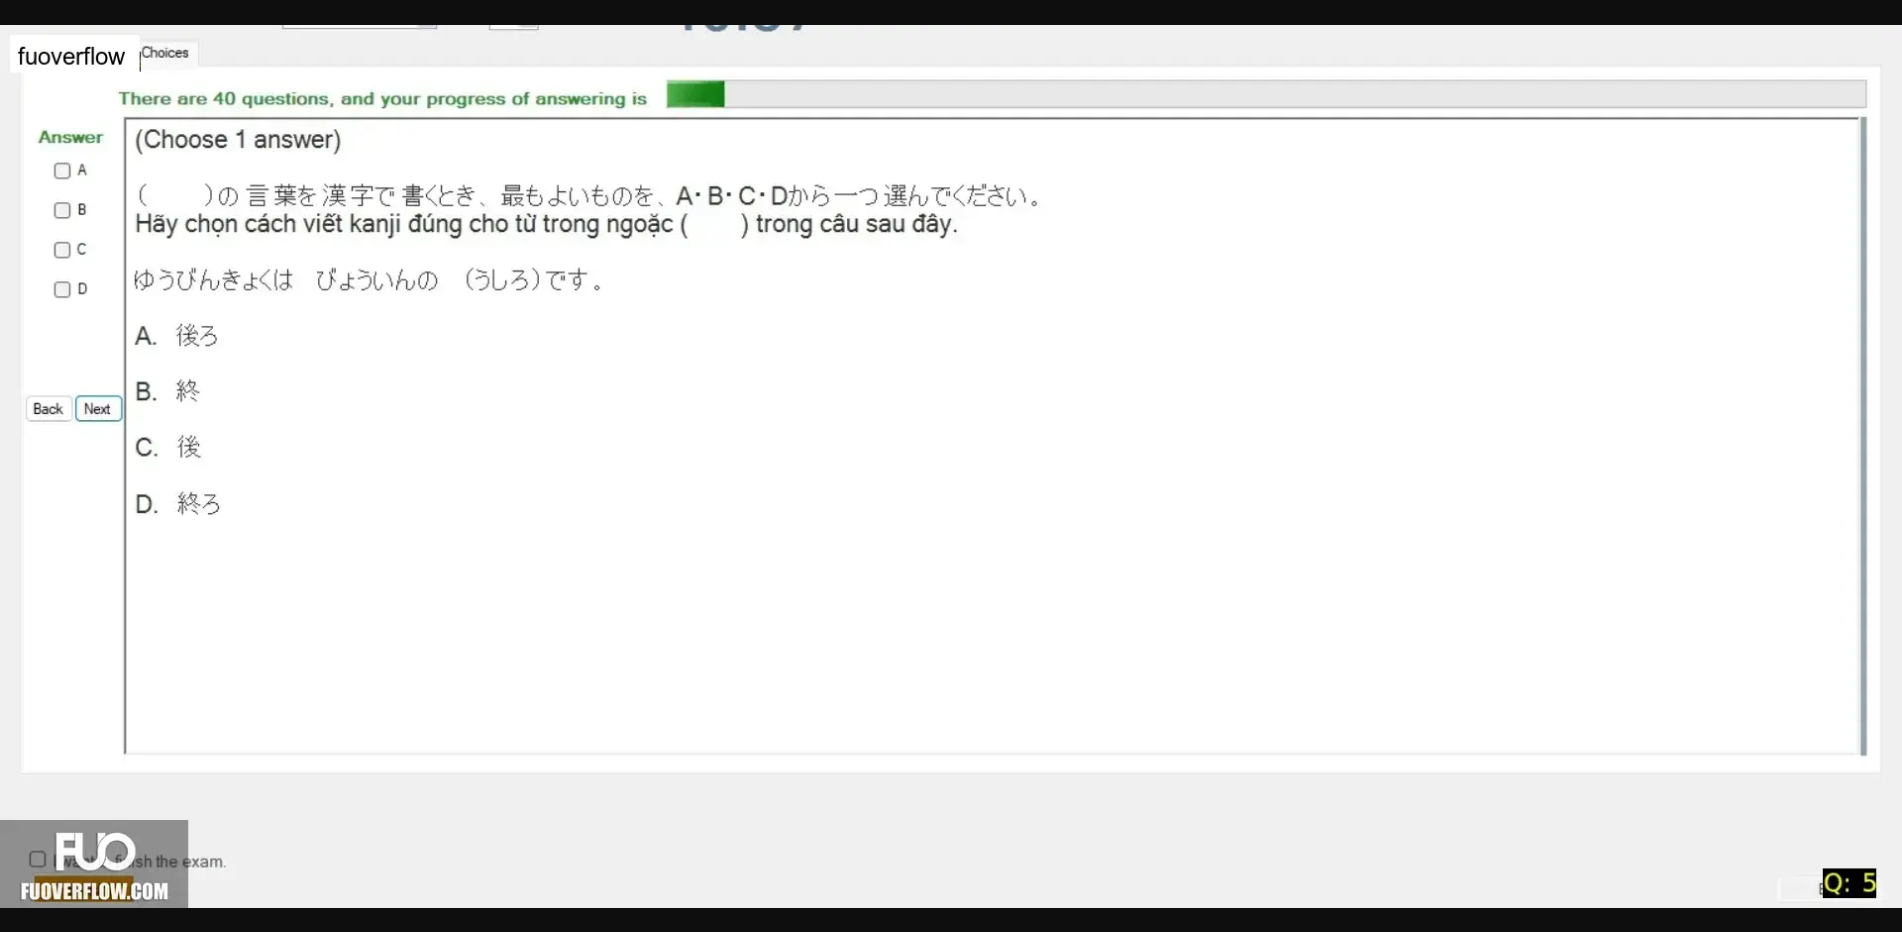 fuoverflow
Choices
There are 40 questions, and your progress of answering is
Answer
(Choose 1 answer)
A
B
C
D
(　　)の言葉を漢字で書くとき、最もよいものを、A・B・C・Dから一つ選んでください。
Hãy chọn cách viết kanji đúng cho từ trong ngoặc ( ) trong câu sau đây.
ゆうびんきょくは　びょういんの　(うしろ)です。
A. 後ろ
B. 終
C. 後
D. 終ろ
Back
Next
FUO
the exam.
FUOVERFLOW.COM
Q: 5